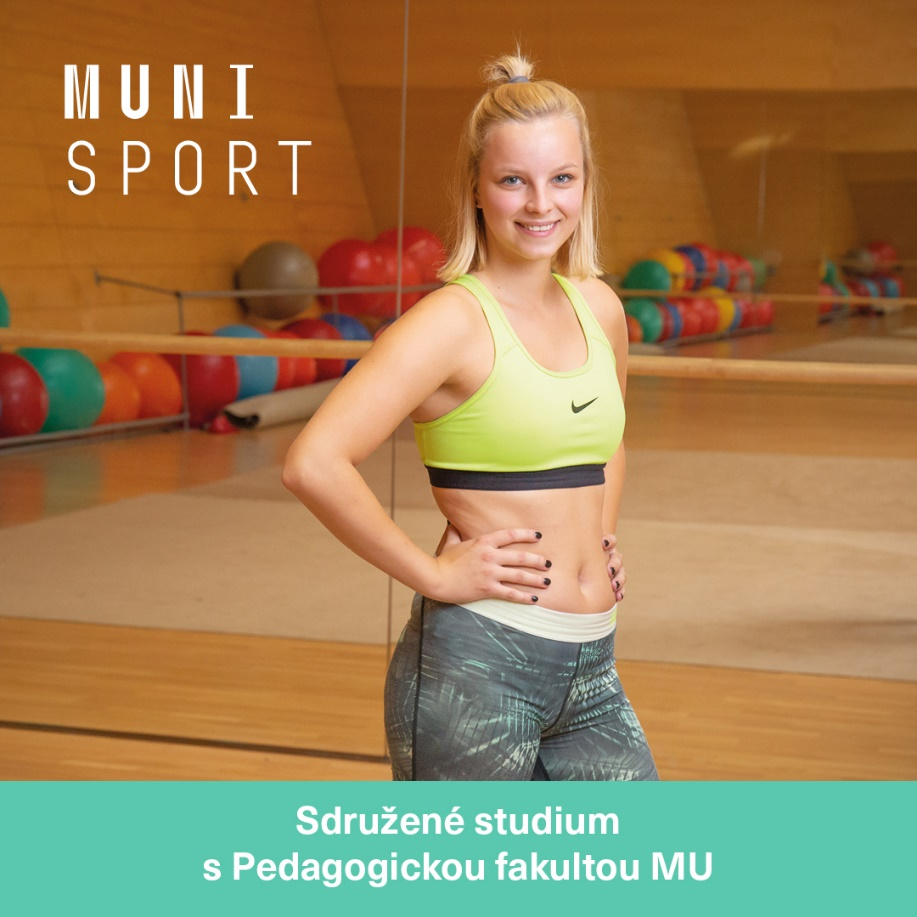 MUNI
SPORT
Sdružené studium
s Pedagogickou fakultou MU